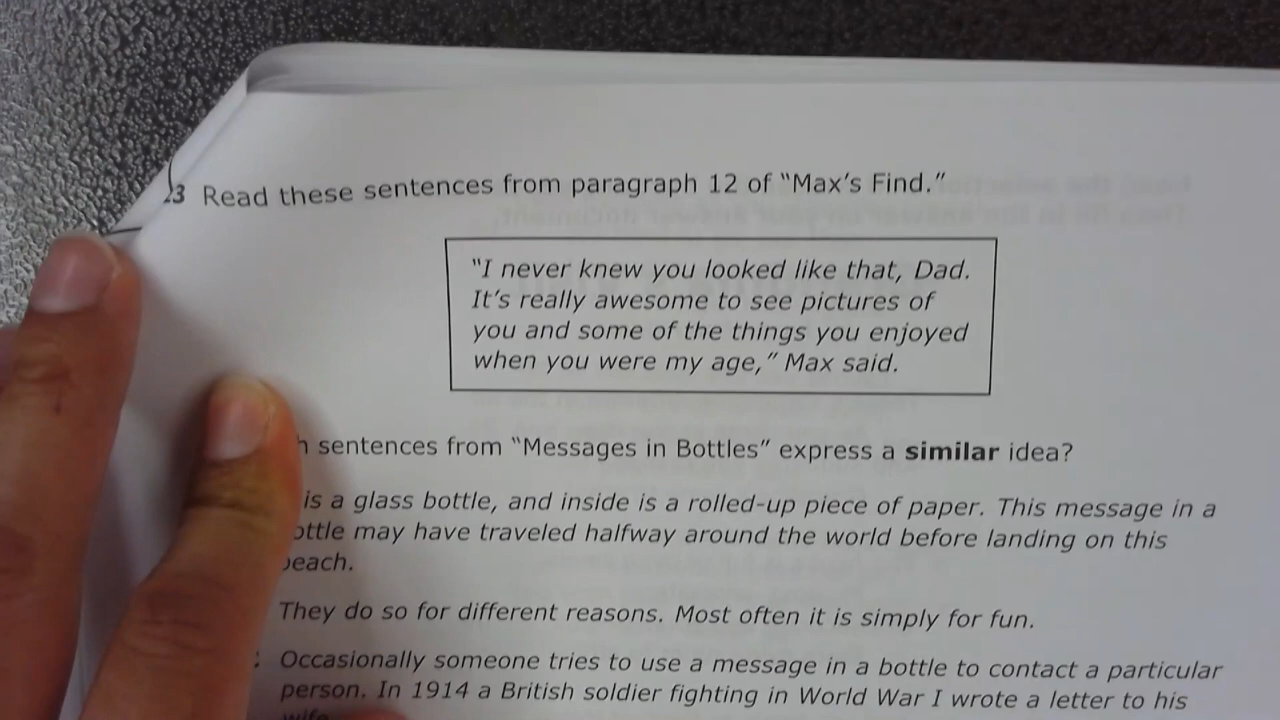 Read these sentences from paragraph 12 of “Max’s Find.”
“I never knew you looked like that, Dad.
It’s really awesome to see pictures of
you and some of the things you enjoyed
when you were my age,” Max said.
sentences from “Messages in Bottles” express a similar idea?
is a glass bottle, and inside is a rolled-up piece of paper. This message in a
may have traveled halfway around the world before landing on this
They do so for different reasons. Most often it is simply for fun.
Occasionally someone tries to use a message in a bottle to contact a particular
person. In 1914 a British soldier fighting in World War I wrote a letter to his